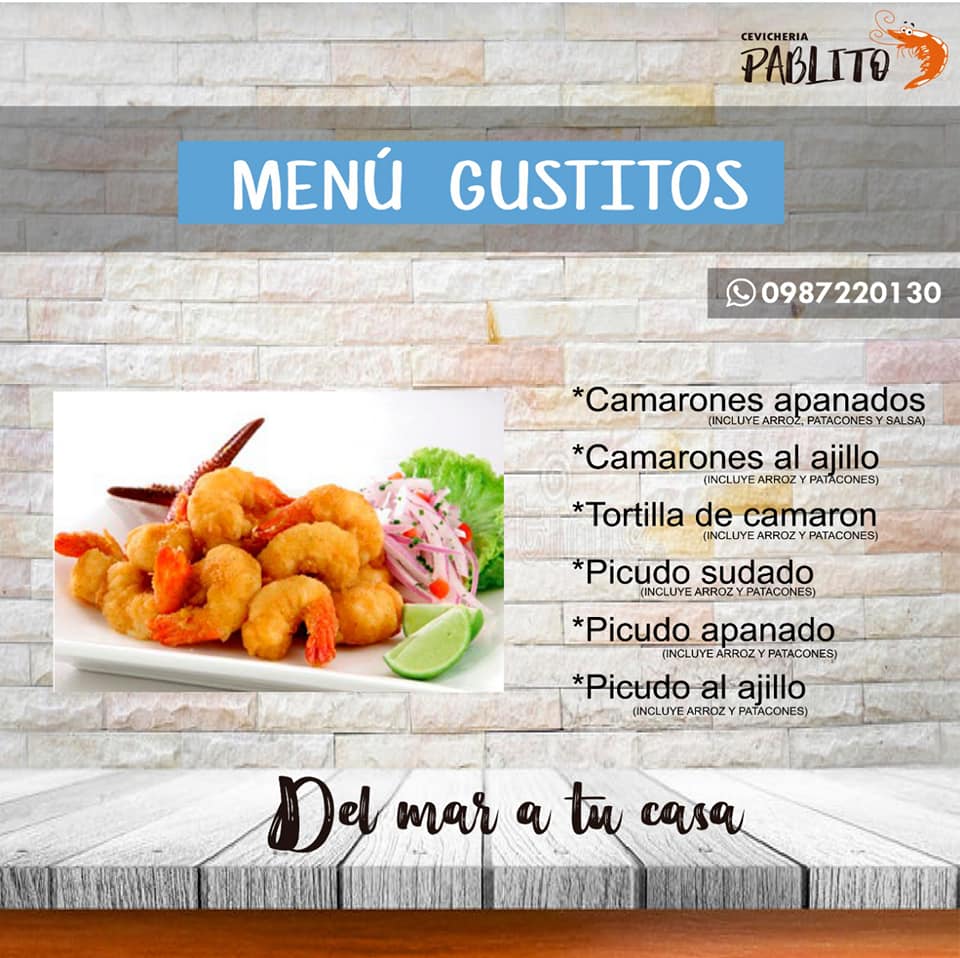 CEVICHERIA
PABLITO
MENÚ GUSTITOS
0987220130
*Camarones apanados
(INCLUYE ARROZ, PATACONES Y SALSA)
*Camarones al ajillo
(INCLUYE ARROZ Y PATACONES)
*Tortilla de camaron
(INCLUYE ARROZ Y PATACONES)
*Picudo sudado
(INCLUYE ARROZ Y PATACONES)
*Picudo apanado
(INCLUYE ARROZ Y PATACONES)
*Picudo al ajillo
(INCLUYE ARROZ Y PATACONES)
Del mar a tu casa